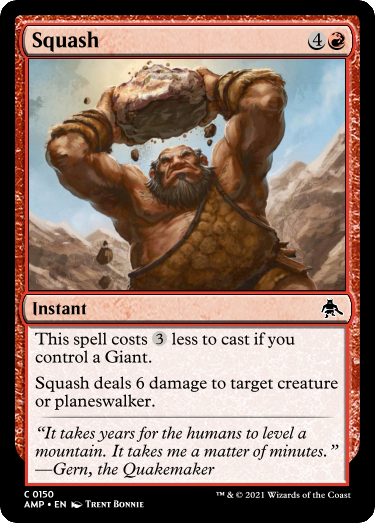 Squash 4
Instant
This spell costs 3 less to cast if you
control a Giant.
Squash deals 6 damage to target creature
or planeswalker.
“It takes years for the humans to level a
mountain. It takes me a matter of minutes.”
—Gern, the Quakemaker
C 0150
AMP • EN Trent Bonnie
™ & © 2021 Wizards of the Coast